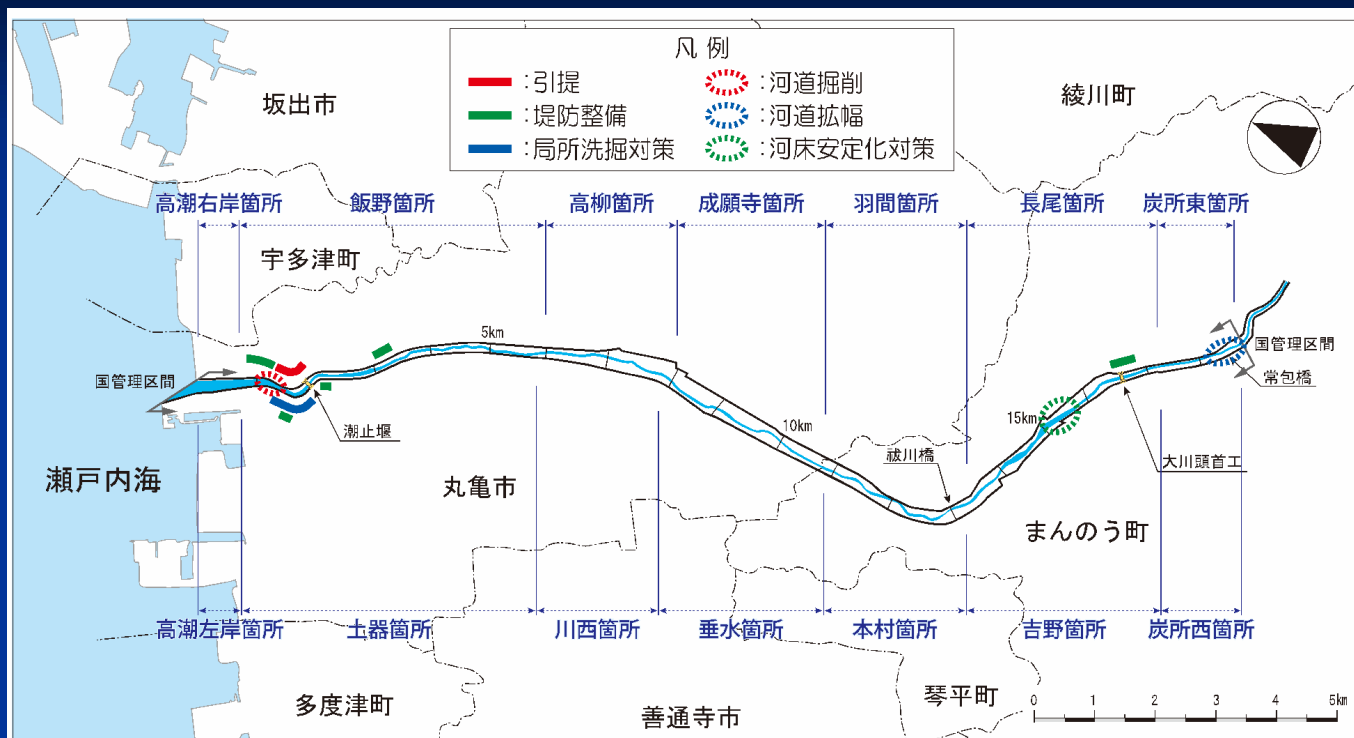 凡 例
:引提
:河道掘削
:堤防整備
:河道拡幅
:局所洗掘対策
:河床安定化対策
坂出市
綾川町
高潮右岸箇所
飯野箇所
高柳箇所
成願寺箇所
羽間箇所
長尾箇所
炭所東箇所
宇多津町
5km
国管理区間
国管理区間
常包橋
潮止堰
10km
15km
祓川橋
大川頭首工
瀬戸内海
丸亀市
まんのう町
高潮左岸箇所
土器箇所
川西箇所
垂水箇所
本村箇所
吉野箇所
炭所西箇所
多度津町
善通寺市
琴平町
0 1 2 3 4 5km